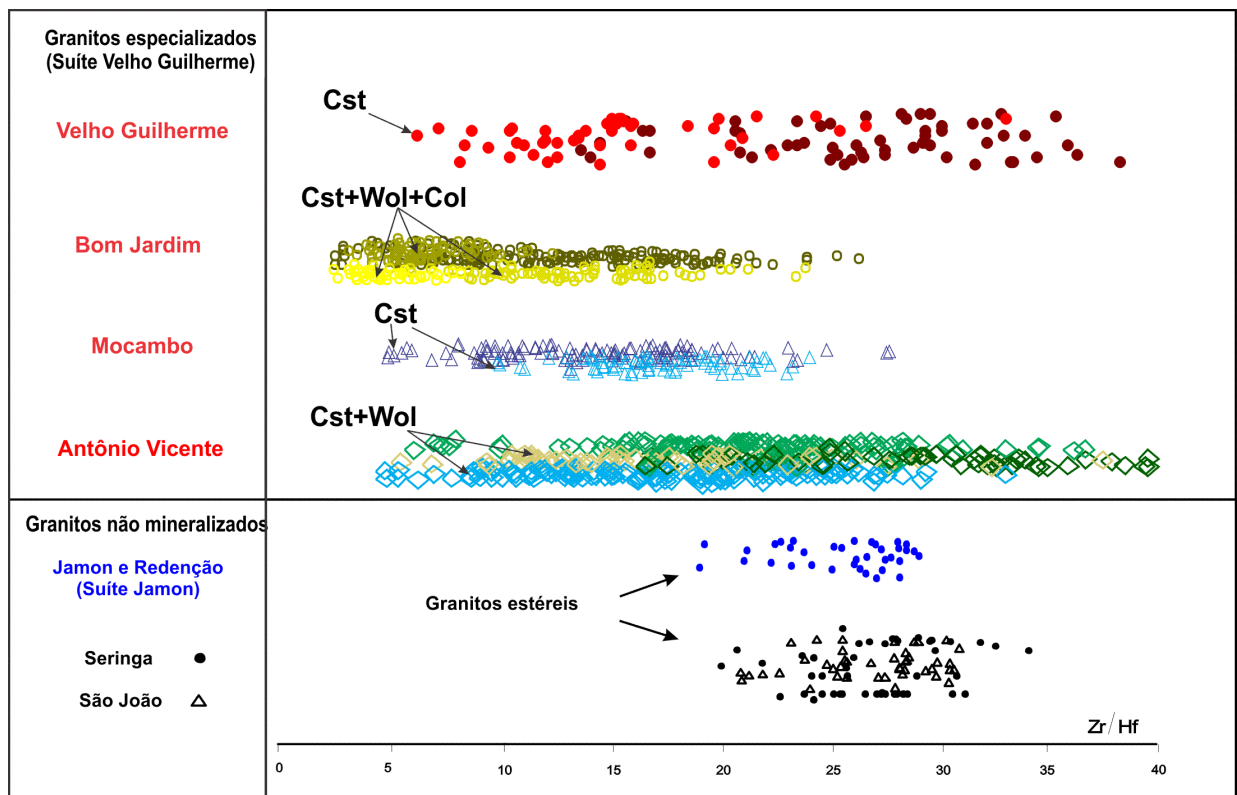 Granitos especializados
(Suíte Velho Guilherme)
Velho Guilherme
Cst
Bom Jardim
Cst+Wol+Col
Mocambo
Cst
Antônio Vicente
Cst+Wol
Granitos não mineralizados
Jamon e Redenção
(Suíte Jamon)
Granitos estéreis
Seringa
São João
Zr/Hf
0 5 10 15 20 25 30 35 40